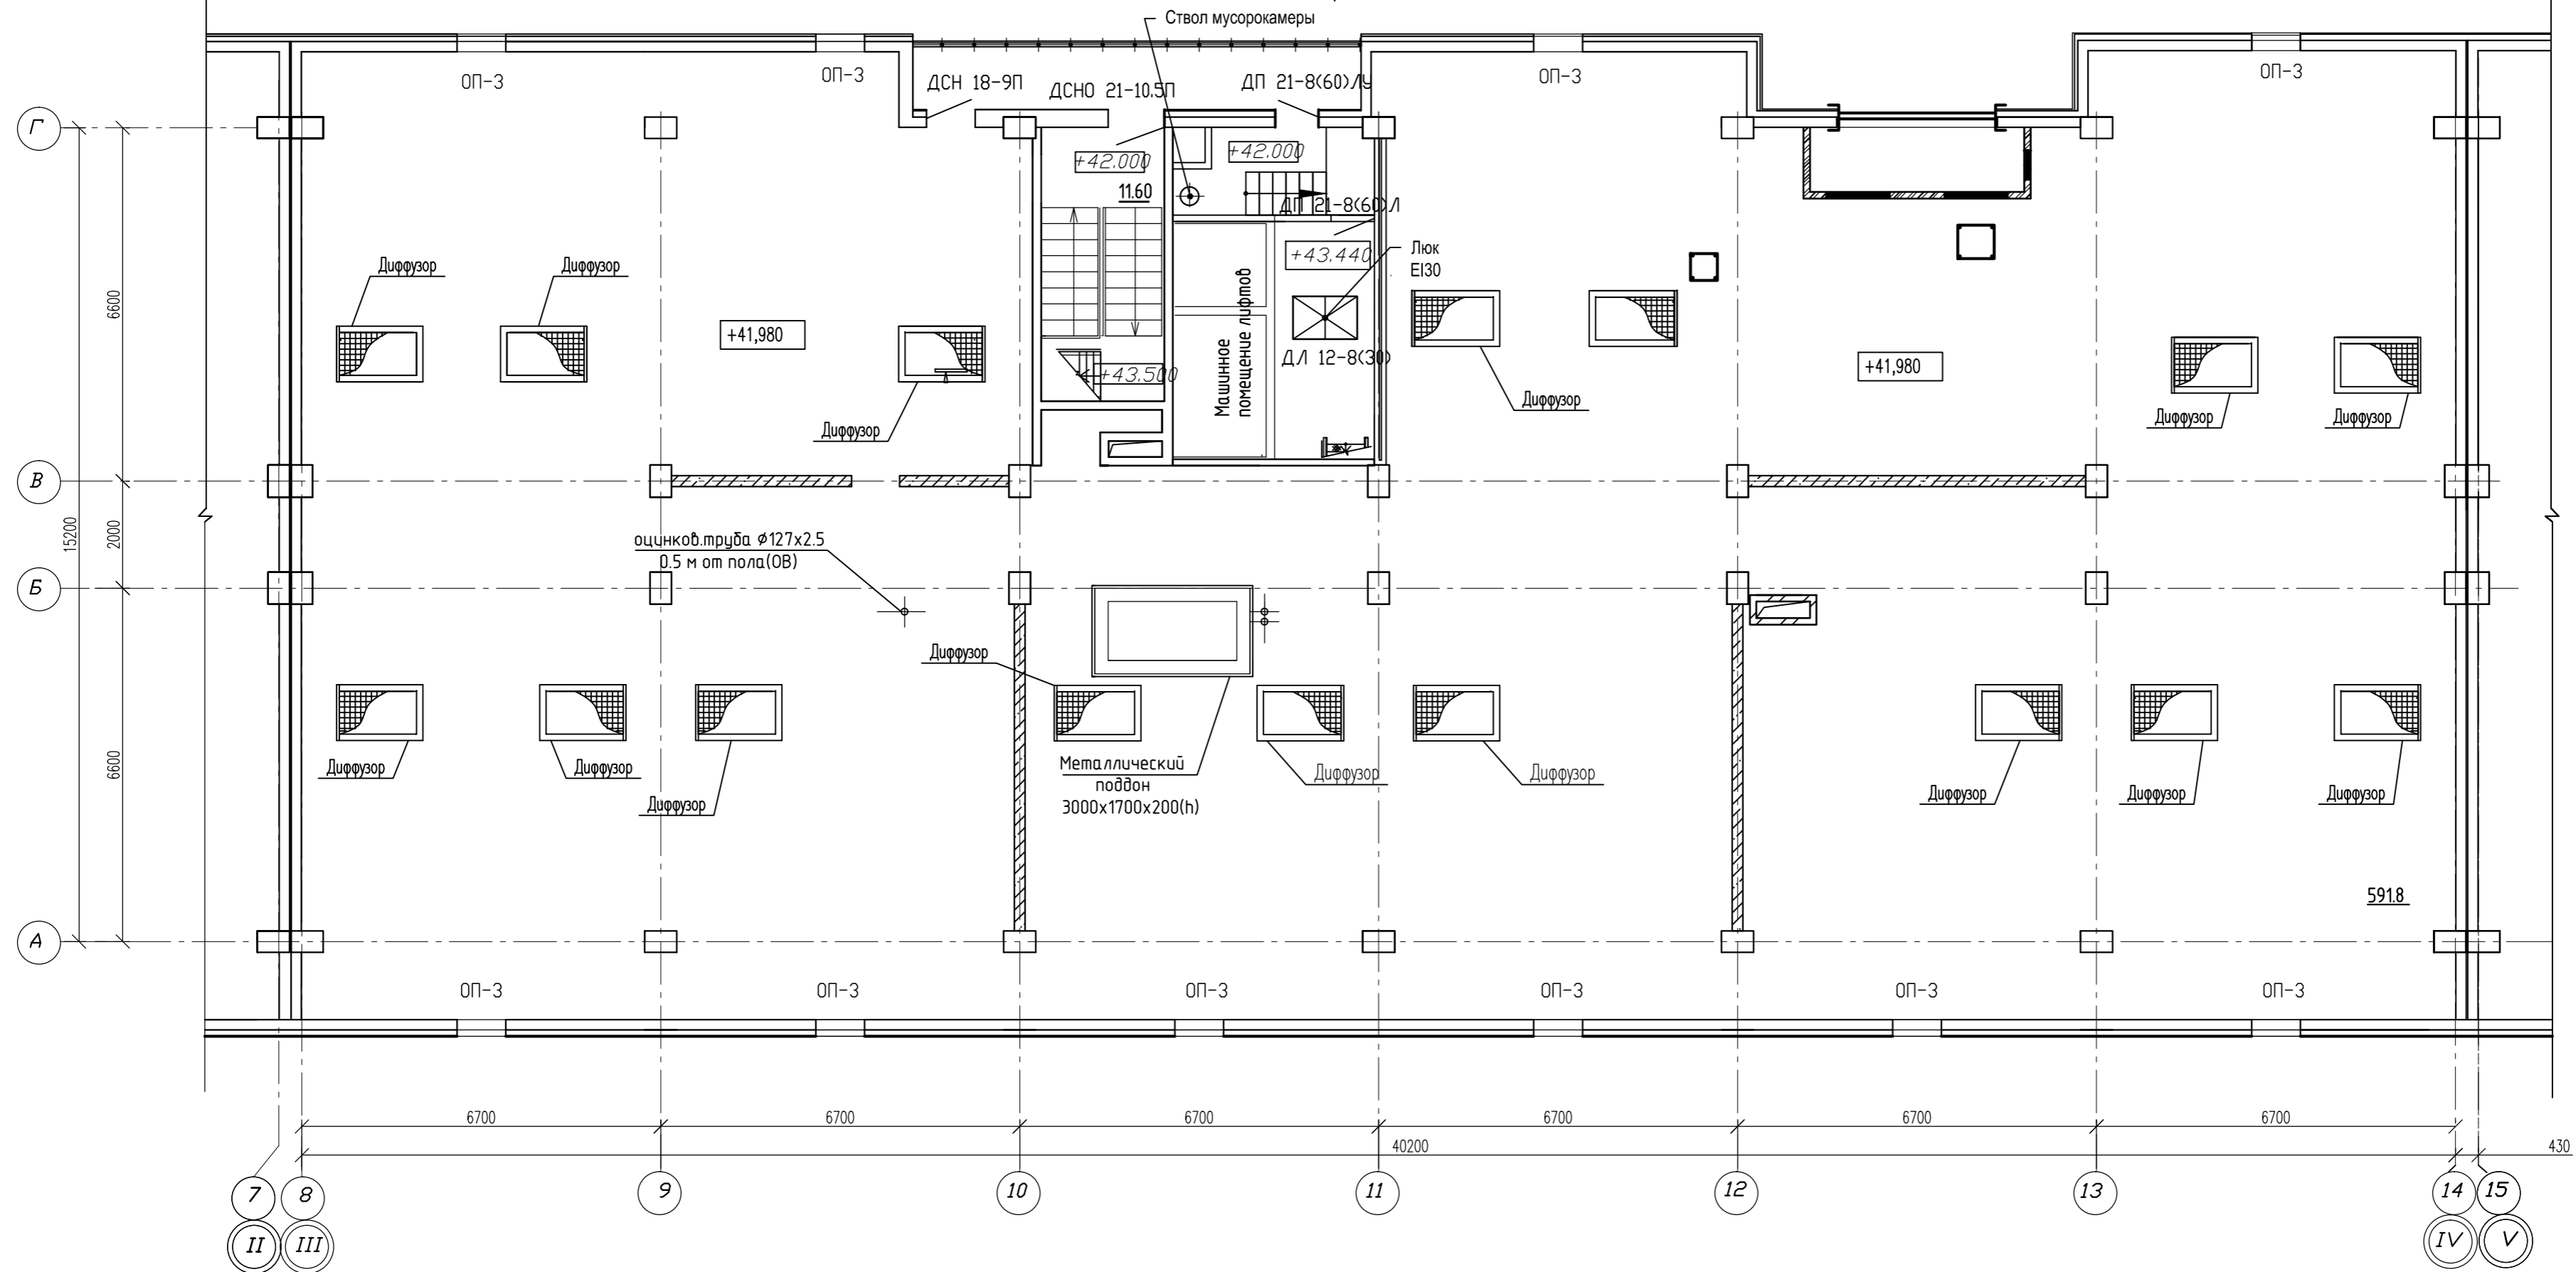 Ствол мусорокамеры
ОП-3
ОП-3
ДСН 18-9П
ДСНО 21-10.5П
ДП 21-8(60)ЛУ
ОП-3
ОП-3
Г
+42.000
+42.000
11.60
ДП 21-8(60)Л
Диффузор
Диффузор
+43.440
Люк
EI30
6600
+41,980
Машинное
помещение лифтов
ДЛ 12-8(30)
+43.500
+41,980
Диффузор
Диффузор
Диффузор
Диффузор
В
15200
2000
оцинков.труба ϕ127х2.5
0.5 м от пола(ОВ)
Б
Диффузор
6600
Диффузор
Диффузор
Диффузор
Металлический
поддон
3000х1700х200(h)
Диффузор
Диффузор
Диффузор
Диффузор
Диффузор
591.8
А
ОП-3
ОП-3
ОП-3
ОП-3
ОП-3
ОП-3
6700
6700
6700
6700
6700
6700
40200
430
7
8
9
10
11
12
13
14
15
II
III
IV
V